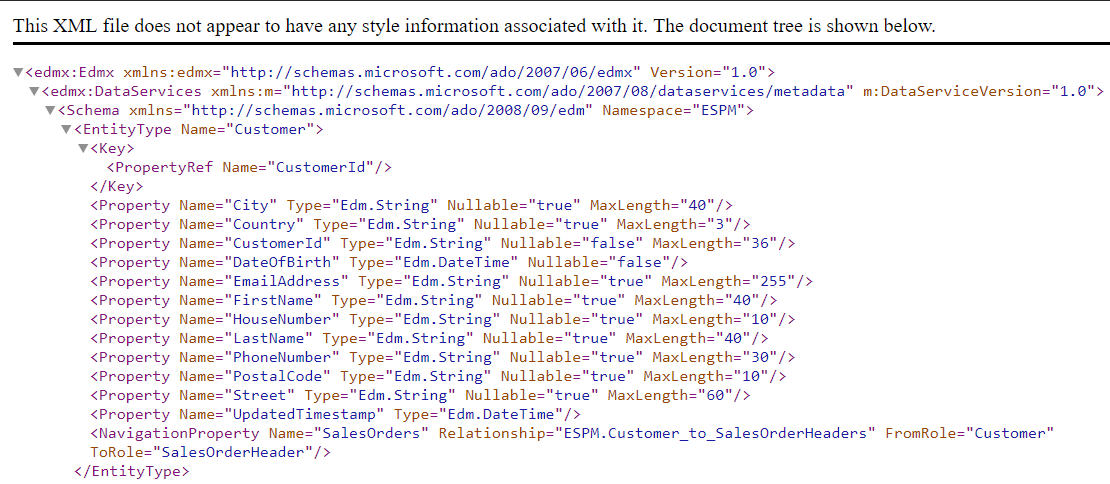 This XML file does not appear to have any style information associated with it. The document tree is shown below.
▼<edmx:Edmx xmlns:edmx="http://schemas.microsoft.com/ado/2007/06/edmx" Version="1.0">
▼<edmx:DataServices xmlns:m="http://schemas.microsoft.com/ado/2007/08/dataservices/metadata" m:DataServiceVersion="1.0">
▼<Schema xmlns="http://schemas.microsoft.com/ado/2008/09/edm" Namespace="ESPM">
▼<EntityType Name="Customer">
▼<Key>
<PropertyRef Name="CustomerId"/>
</Key>
<Property Name="City" Type="Edm.String" Nullable="true" MaxLength="40"/>
<Property Name="Country" Type="Edm.String" Nullable="true" MaxLength="3"/>
<Property Name="CustomerId" Type="Edm.String" Nullable="false" MaxLength="36"/>
<Property Name="DateOfBirth" Type="Edm.DateTime" Nullable="false"/>
<Property Name="EmailAddress" Type="Edm.String" Nullable="true" MaxLength="255"/>
<Property Name="FirstName" Type="Edm.String" Nullable="true" MaxLength="40"/>
<Property Name="HouseNumber" Type="Edm.String" Nullable="true" MaxLength="10"/>
<Property Name="LastName" Type="Edm.String" Nullable="true" MaxLength="40"/>
<Property Name="PhoneNumber" Type="Edm.String" Nullable="true" MaxLength="30"/>
<Property Name="PostalCode" Type="Edm.String" Nullable="true" MaxLength="10"/>
<Property Name="Street" Type="Edm.String" Nullable="true" MaxLength="60"/>
<Property Name="UpdatedTimestamp" Type="Edm.DateTime"/>
<NavigationProperty Name="SalesOrders" Relationship="ESPM.Customer_to_SalesOrderHeaders" FromRole="Customer"
ToRole="SalesOrderHeader"/>
</EntityType>